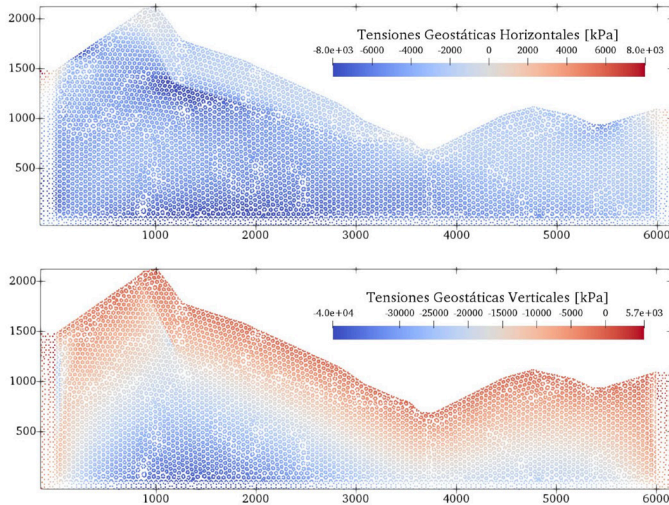 Tensiones Geostáticas Horizontales [kPa]
-8.0e+03 -6000 -4000 -2000 0 2000 4000 6000 8.0e+03
2000
1500
1000
500
1000 2000 3000 4000 5000 6000
Tensiones Geostáticas Verticales [kPa]
-4.0e+04 -30000 -25000 -20000 -15000 -10000 -5000 0 5.7e+03
2000
1500
1000
500
1000 2000 3000 4000 5000 6000